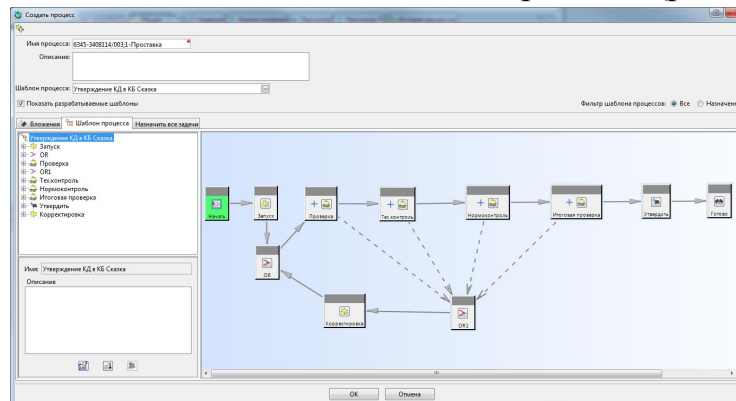 Создать процесс
Имя процесса: 6345-3408114/003;1-Проставка *
Описание:
Шаблон процесса: Утверждение КД в КБ Сказка
Показать разрабатываемые шаблоны
Фильтр шаблона процессов: Все Назначенн
Вложения Шаблон процесса Назначить все задачи
Утверждение КД в КБ Сказка
Запуск
OR
Проверка
OR1
Тех.контроль
Нормоконтроль
Итоговая проверка
Утвердить
Корректировка
Имя: Утверждение КД в КБ Сказка
Описание
Начать Запуск Проверка Тех.контроль Нормоконтроль Итоговая проверка Утвердить Готово
OR
Корректировка OR1
OK Отмена